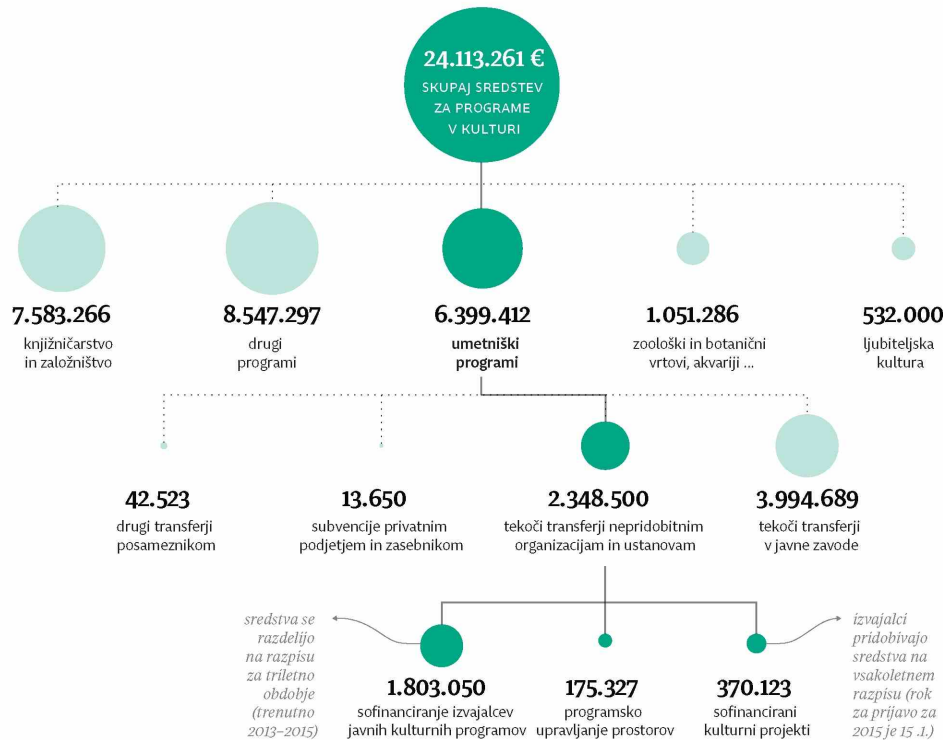 24.113.261 €
SKUPAJ SREDSTEV
ZA PROGRAME
V KULTURI
7.583.266
knjižničarstvo
in založništvo
8.547.297
drugi
programi
6.399.412
umetniški
programi
1.051.286
zoološki in botanični
vrtovi, akvariji ...
532.000
ljubiteljska
kultura
42.523
drugi transferji
posameznikom
13.650
subvencije privatnim
podjetjem in zasebnikom
2.348.500
tekoči transferji nepridobitnim
organizacijam in ustanovam
3.994.689
tekoči transferji
v javne zavode
sredstva se
razdelijo
na razpisu
za triletno
obdobje
(trenutno
2013–2015)
1.803.050
sofinanciranje izvajalcev
javnih kulturnih programov
175.327
programsko
upravljanje prostorov
370.123
sofinancirani
kulturni projekti
izvajalci
pridobivajo
sredstva na
vsakoletnem
razpisu (rok
za prijavo za
2015 je 15 .1.)